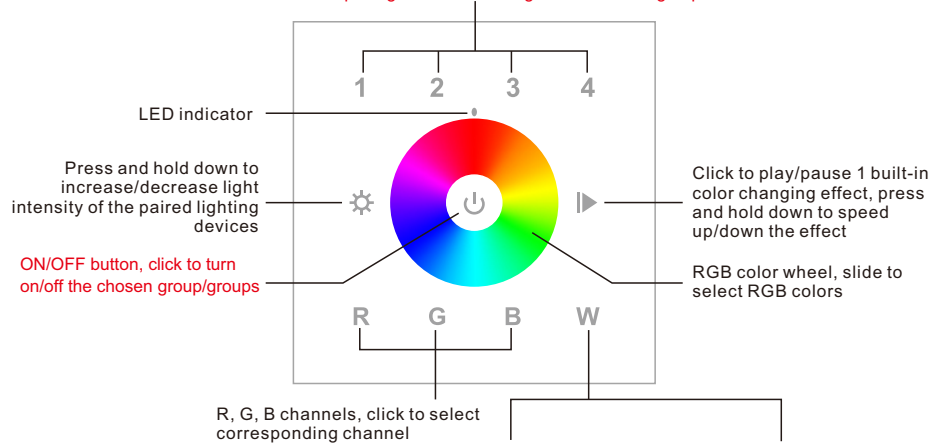 1 2 3 4
LED indicator
Press and hold down to
increase/decrease light
intensity of the paired lighting
devices
Click to play/pause 1 built-in
color changing effect, press
and hold down to speed
up/down the effect
ON/OFF button, click to turn
on/off the chosen group/groups
RGB color wheel, slide to
select RGB colors
R G B W
R, G, B channels, click to select
corresponding channel